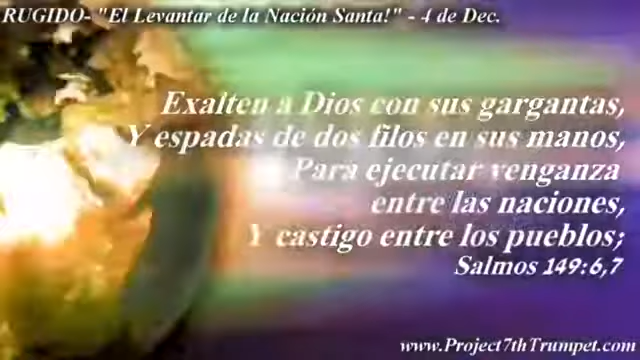 RUGIDO- "El Levantar de la Nación Santa!" - 4 de Dec.
Exalten a Dios con sus gargantas,
Y espadas de dos filos en sus manos,
Para ejecutar venganza
entre las naciones,
Y castigo entre los pueblos;
Salmos 149:6,7
www.Project7thTrumpet.com